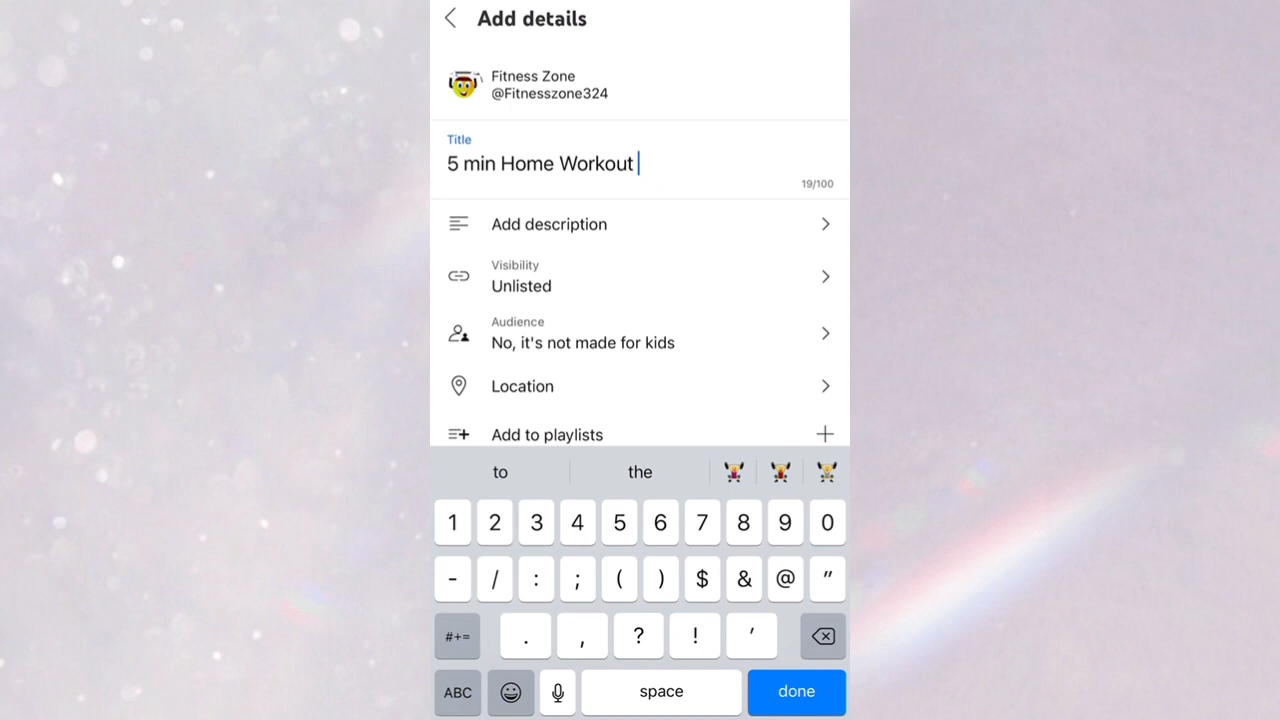 Add details
Fitness Zone
@Fitnesszone324
Title
5 min Home Workout
19/100
Add description
Visibility
Unlisted
Audience
No, it's not made for kids
Location
Add to playlists
to the
1 2 3 4 5 6 7 8 9 0
- / : ; ( ) $ & @ "
#+= . , ? ! '
ABC space done